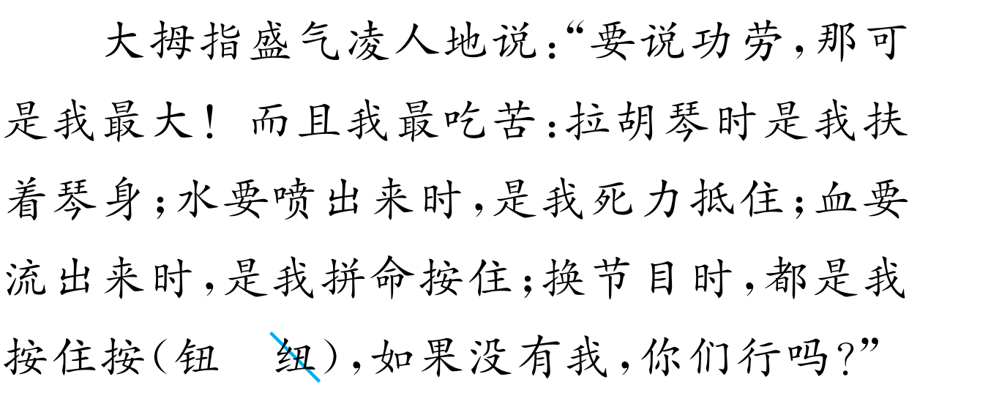 大拇指盛气凌人地说:“要说功劳,那可
是我最大! 而且我最吃苦:拉胡琴时是我扶
着琴身;水要喷出来时,是我死力抵住;血要
流出来时,是我拼命按住;换节目时,都是我
按住按(钮 纽),如果没有我,你们行吗?”